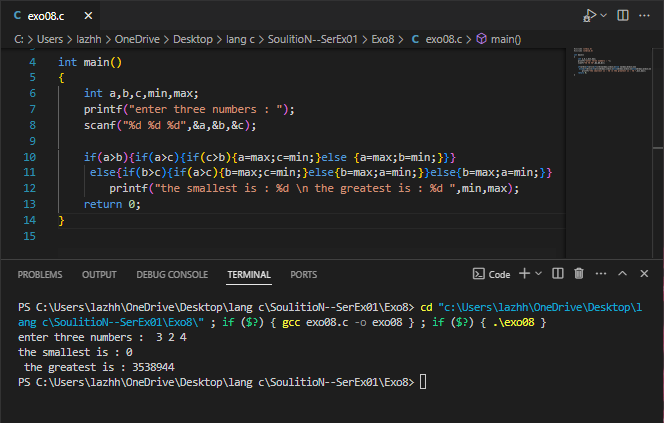 C exo08.c ×
C: > Users > lazhh > OneDrive > Desktop > lang c > SoulitioN--SerEx01 > Exo8 > C exo08.c > main()
4 int main()
5 {
6 int a,b,c,min,max;
7 printf("enter three numbers : ");
8 scanf("%d %d %d",&a,&b,&c);
9
10 if(a>b){if(a>c){if(c>b){a=max;c=min;}else {a=max;b=min;}}}
11 else{if(b>c){if(a>c){b=max;c=min;}else{b=max;a=min;}}else{b=max;a=min;}}
12 printf("the smallest is : %d \n the greatest is : %d ",min,max);
13 return 0;
14 }
15
PROBLEMS OUTPUT DEBUG CONSOLE TERMINAL PORTS Code
PS C:\Users\lazhh\OneDrive\Desktop\lang c\SoulitioN--SerEx01\Exo8> cd "c:\Users\lazhh\OneDrive\Desktop\l
ang c\SoulitioN--SerEx01\Exo8\" ; if ($?) { gcc exo08.c -o exo08 } ; if ($?) { .\exo08 }
enter three numbers :  3 2 4
the smallest is : 0
 the greatest is : 3538944
PS C:\Users\lazhh\OneDrive\Desktop\lang c\SoulitioN--SerEx01\Exo8>